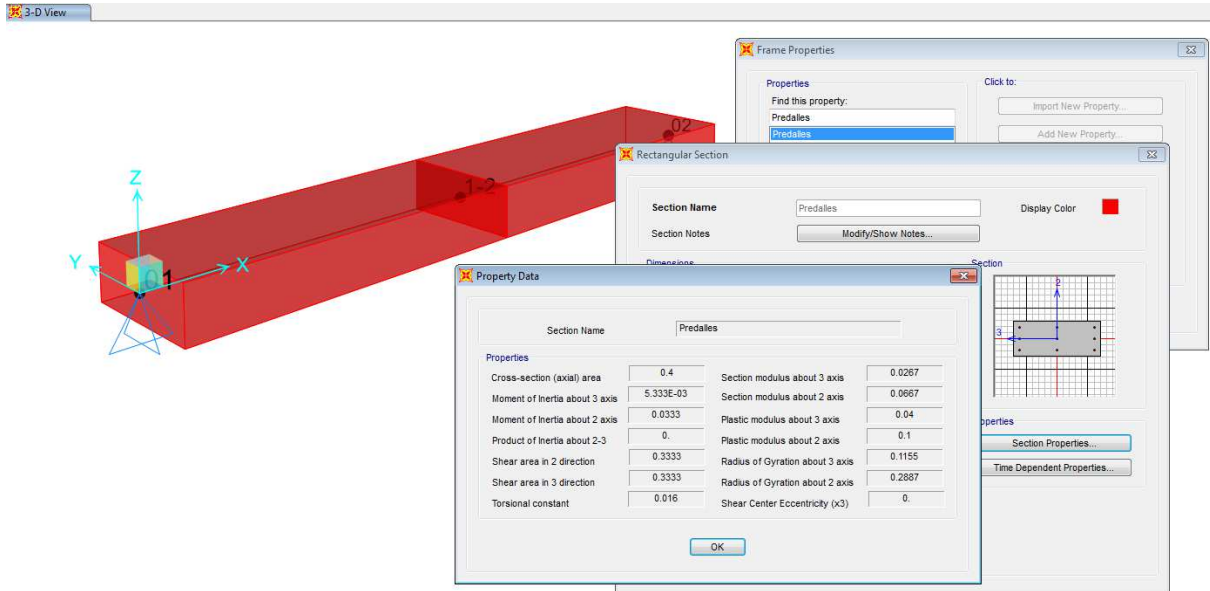 3-D View
02
1-2
Z
Y
X
01
Frame Properties
Properties
Find this property:
Predalles
Predalles
Click to:
Import New Property...
Add New Property...
Rectangular Section
Section Name
Predalles
Display Color
Section Notes
Modify/Show Notes...
Dimensions
Section
2
3
Section Properties...
Time Dependent Properties...
Property Data
Section Name
Predalles
Properties
Cross-section (axial) area 0.4 Section modulus about 3 axis 0.0267
Moment of Inertia about 3 axis 5.333E-03 Section modulus about 2 axis 0.0667
Moment of Inertia about 2 axis 0.0333 Plastic modulus about 3 axis 0.04
Product of Inertia about 2-3 0. Plastic modulus about 2 axis 0.1
Shear area in 2 direction 0.3333 Radius of Gyration about 3 axis 0.1155
Shear area in 3 direction 0.3333 Radius of Gyration about 2 axis 0.2887
Torsional constant 0.016 Shear Center Eccentricity (x3) 0.
OK